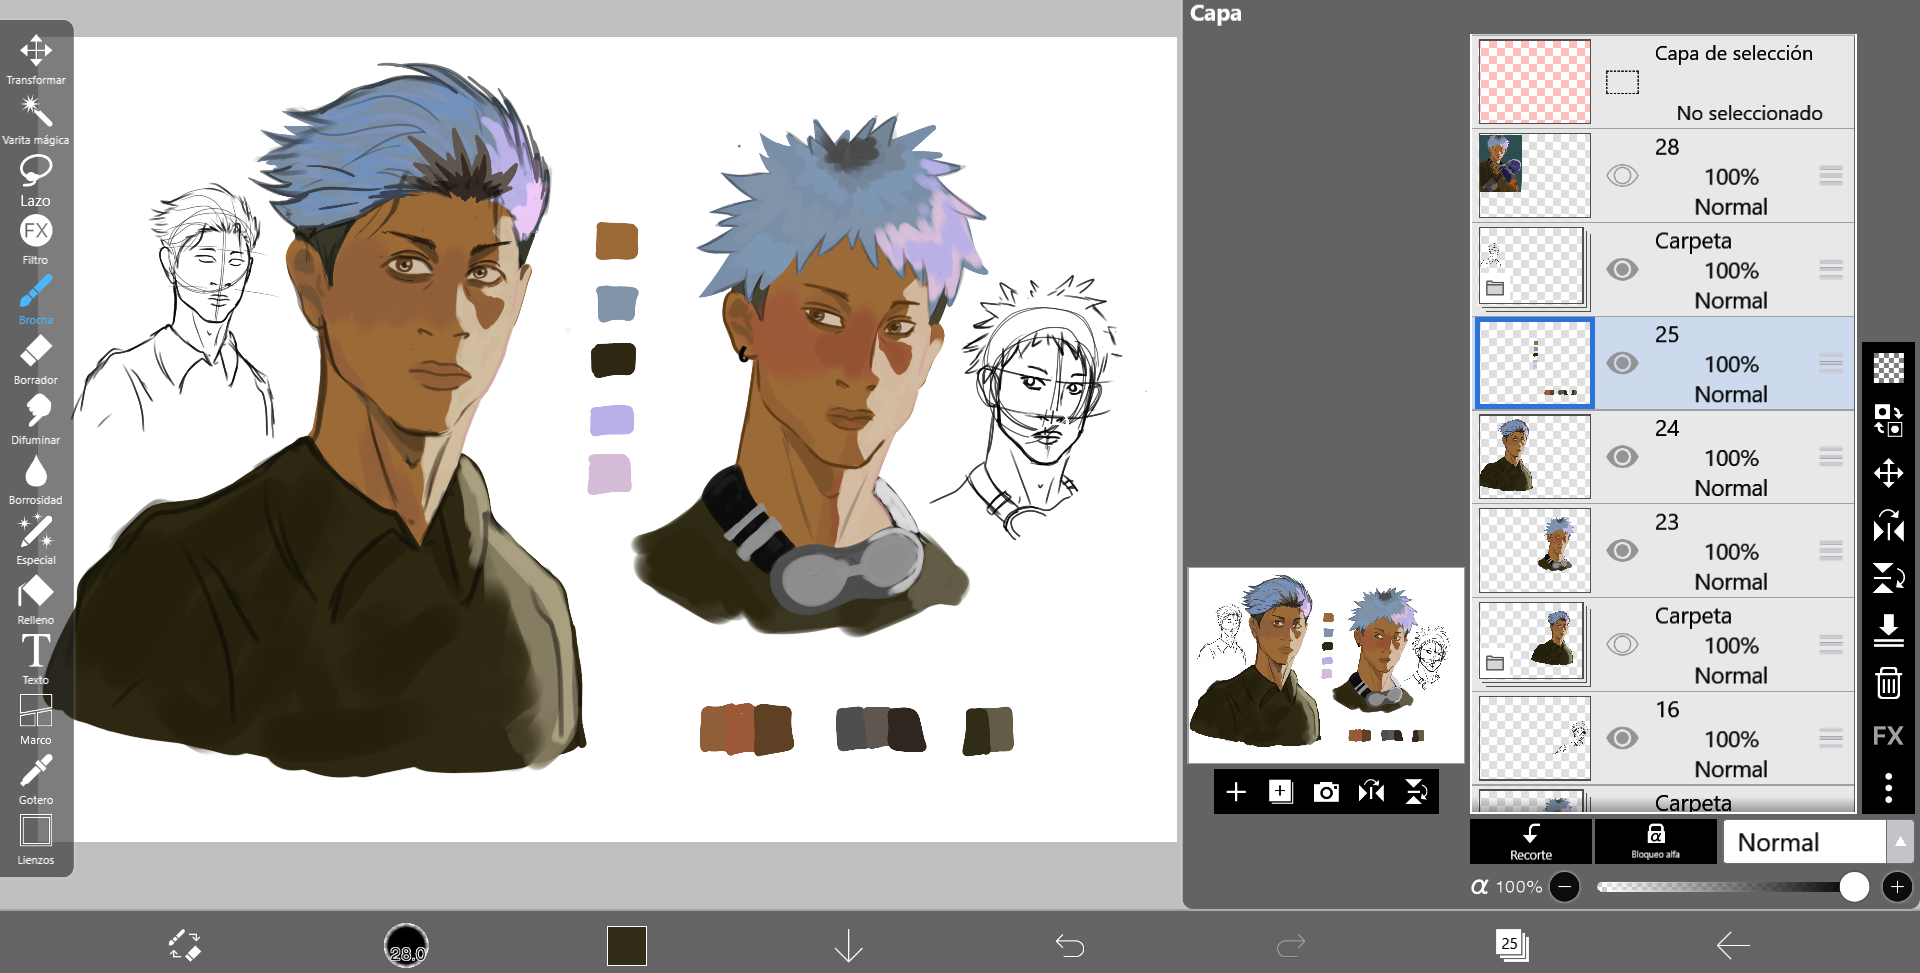 Capa
Transformar
Varita mágica
Lazo
FX
Filtro
Brocha
Borrador
Difuminar
Borrosidad
Especial
Relleno
T
Texto
Marco
Gotero
Lienzos
Capa de selección
No seleccionado
28
100%
Normal
Carpeta
100%
Normal
25
100%
Normal
24
100%
Normal
23
100%
Normal
Carpeta
100%
Normal
16
100%
Normal
Carpeta
FX
Recorte
α
Bloqueo alfa
Normal
α 100%
28.0
25